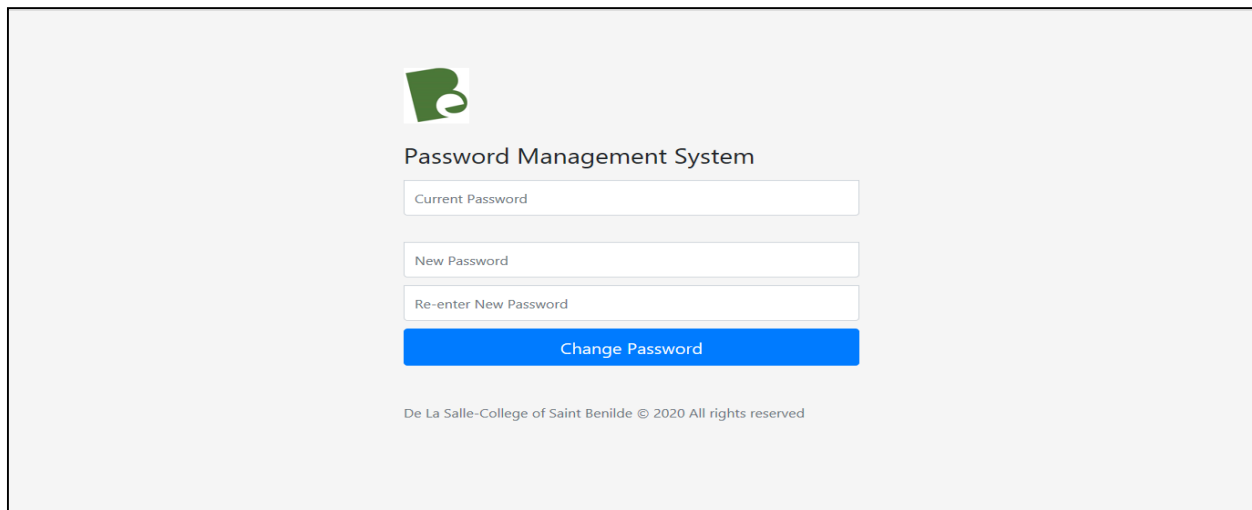 Be
Password Management System
Current Password
New Password
Re-enter New Password
Change Password
De La Salle-College of Saint Benilde © 2020 All rights reserved